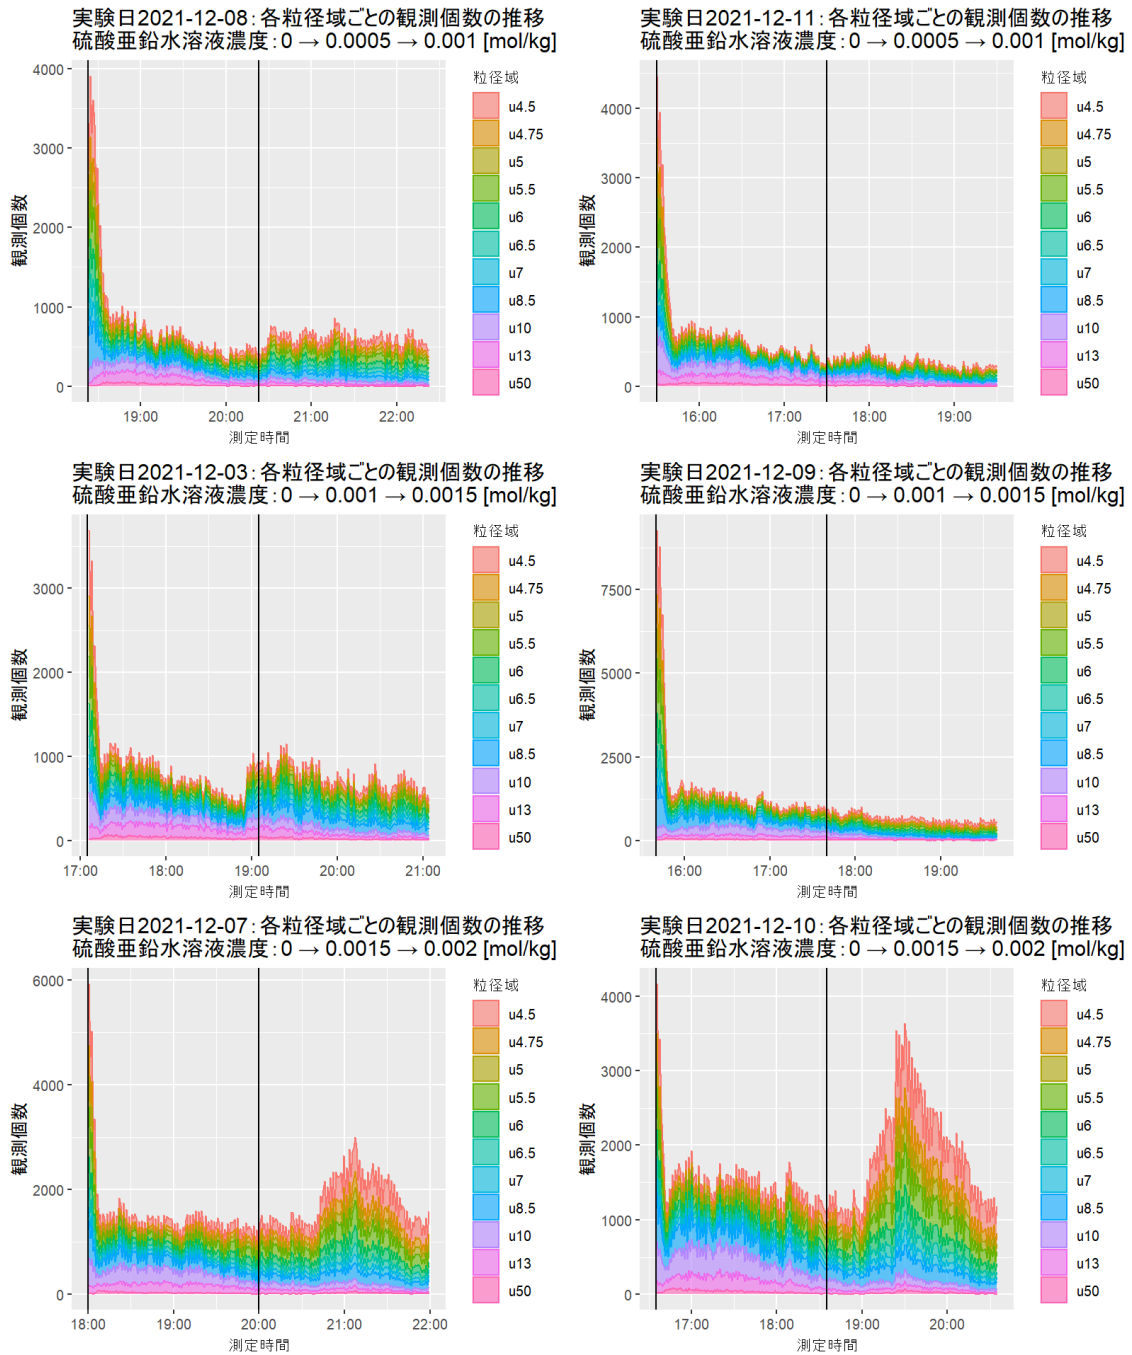 実験日2021-12-08：各粒径域ごとの観測個数の推移
硫酸亜鉛水溶液濃度：0 → 0.0005 → 0.001 [mol/kg]
観測個数
4000
3000
2000
1000
0
19:00
20:00
21:00
22:00
測定時間
粒径域
u4.5
u4.75
u5
u5.5
u6
u6.5
u7
u8.5
u10
u13
u50
実験日2021-12-11：各粒径域ごとの観測個数の推移
硫酸亜鉛水溶液濃度：0 → 0.0005 → 0.001 [mol/kg]
観測個数
4000
3000
2000
1000
0
16:00
17:00
18:00
19:00
測定時間
粒径域
u4.5
u4.75
u5
u5.5
u6
u6.5
u7
u8.5
u10
u13
u50
実験日2021-12-03：各粒径域ごとの観測個数の推移
硫酸亜鉛水溶液濃度：0 → 0.001 → 0.0015 [mol/kg]
観測個数
3000
2000
1000
0
17:00
18:00
19:00
20:00
21:00
測定時間
粒径域
u4.5
u4.75
u5
u5.5
u6
u6.5
u7
u8.5
u10
u13
u50
実験日2021-12-09：各粒径域ごとの観測個数の推移
硫酸亜鉛水溶液濃度：0 → 0.001 → 0.0015 [mol/kg]
観測個数
7500
5000
2500
0
16:00
17:00
18:00
19:00
測定時間
粒径域
u4.5
u4.75
u5
u5.5
u6
u6.5
u7
u8.5
u10
u13
u50
実験日2021-12-07：各粒径域ごとの観測個数の推移
硫酸亜鉛水溶液濃度：0 → 0.0015 → 0.002 [mol/kg]
観測個数
6000
4000
2000
0
18:00
19:00
20:00
21:00
22:00
測定時間
粒径域
u4.5
u4.75
u5
u5.5
u6
u6.5
u7
u8.5
u10
u13
u50
実験日2021-12-10：各粒径域ごとの観測個数の推移
硫酸亜鉛水溶液濃度：0 → 0.0015 → 0.002 [mol/kg]
観測個数
4000
3000
2000
1000
0
17:00
18:00
19:00
20:00
測定時間
粒径域
u4.5
u4.75
u5
u5.5
u6
u6.5
u7
u8.5
u10
u13
u50